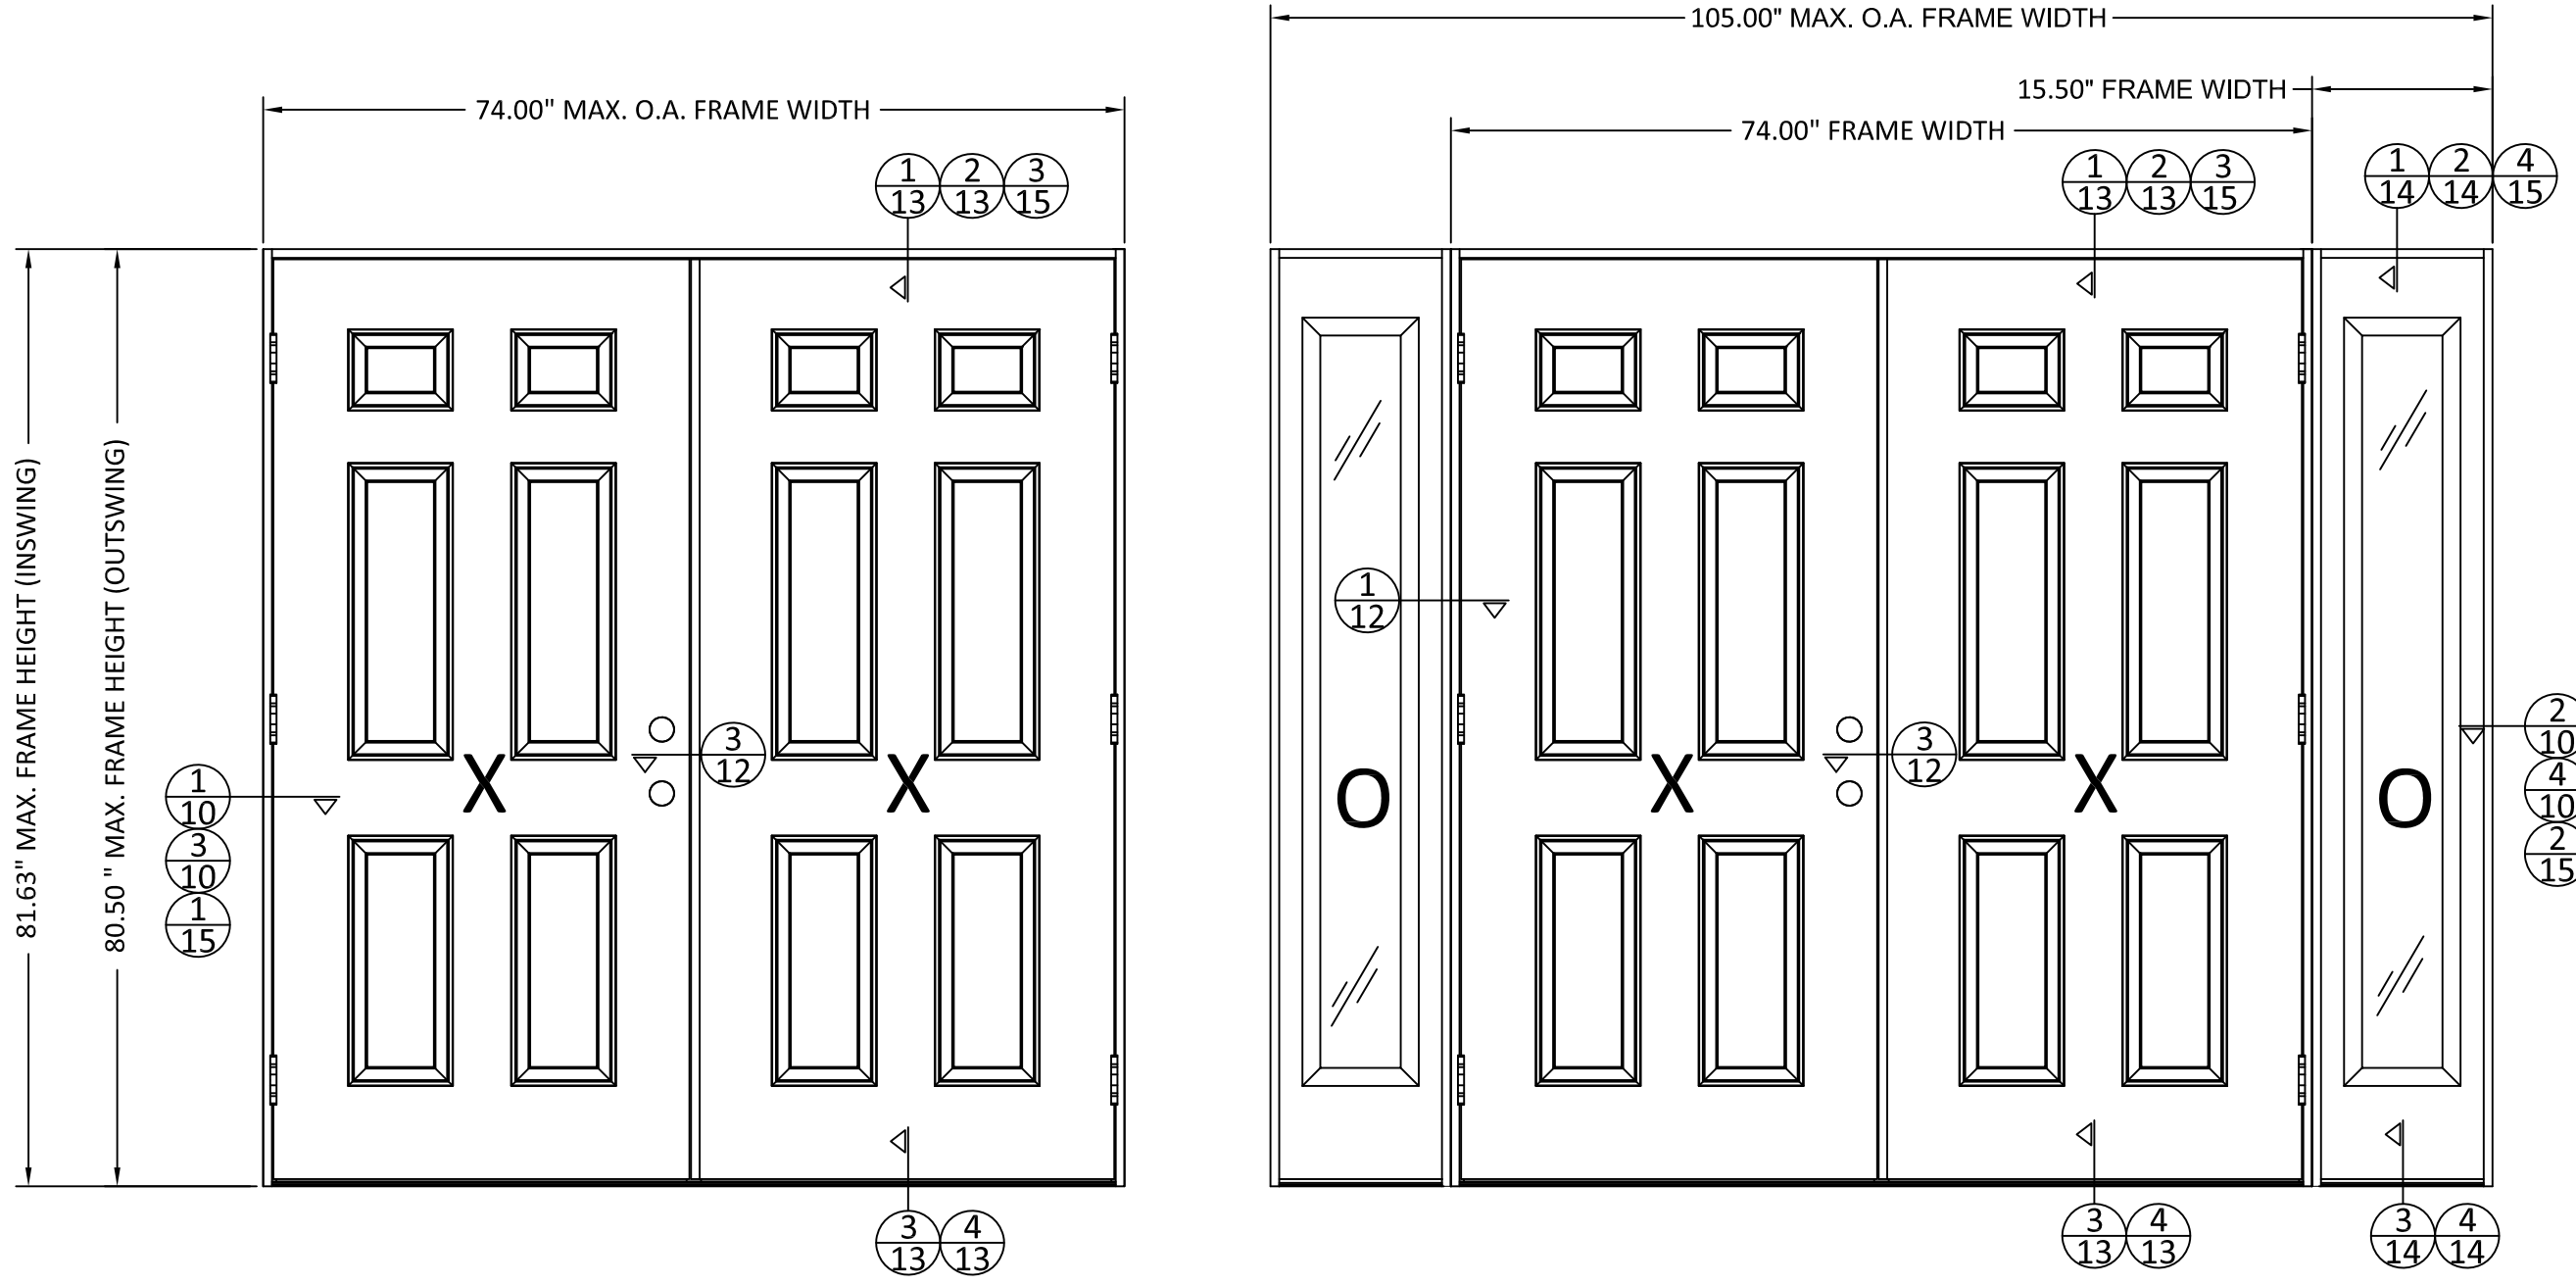 105.00" MAX. O.A. FRAME WIDTH
15.50" FRAME WIDTH
74.00" MAX. O.A. FRAME WIDTH
74.00" FRAME WIDTH
1 2 3
13 13 15
1 2 3
13 13 15
1 2 4
14 14 15
81.63" MAX. FRAME HEIGHT (INSWING)
80.50 " MAX. FRAME HEIGHT (OUTSWING)
1
12
1
10
3
10
1
15
X
3
12
X
O
X
3
12
X
O
2
10
4
10
2
15
3 4
13 13
3 4
13 13
3 4
14 14